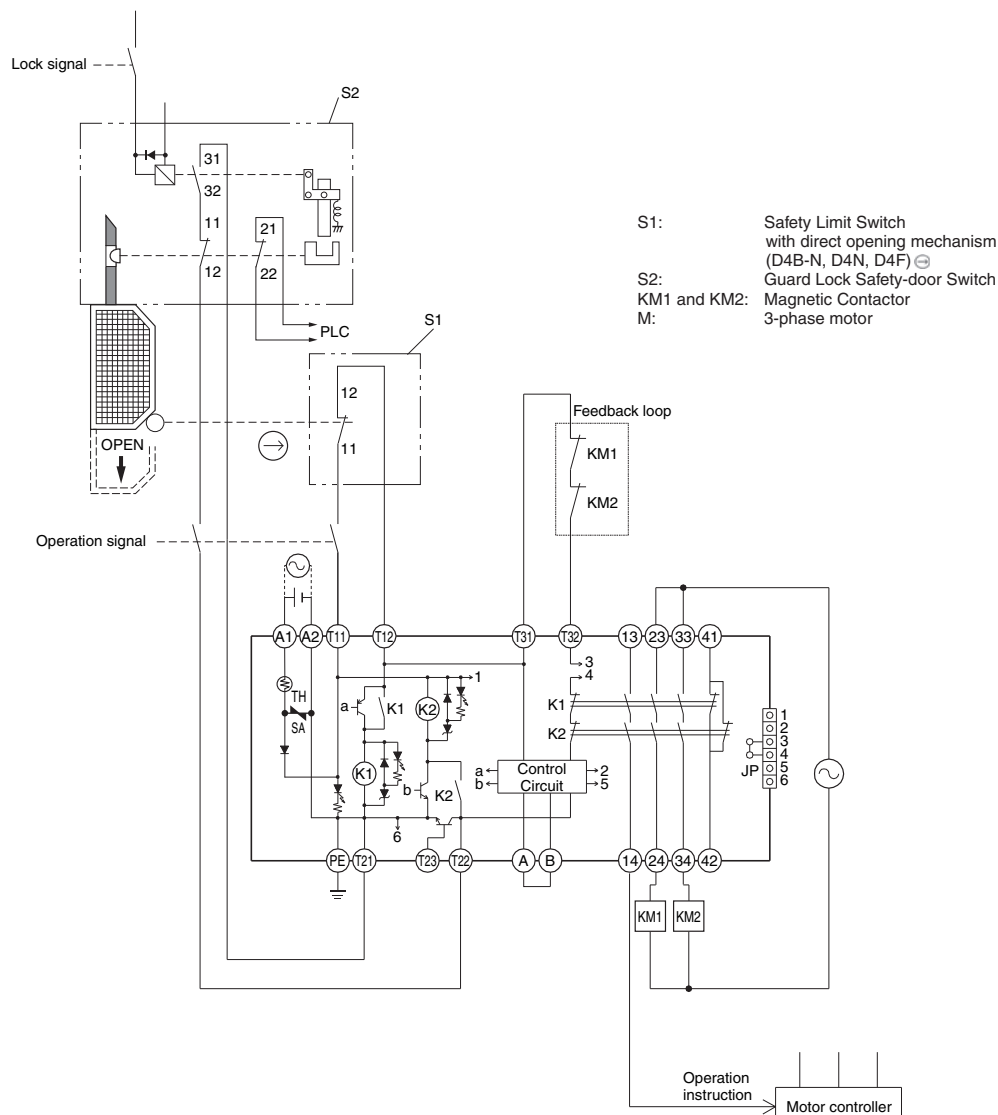 Lock signal
S2
31
32
11
12
21
22
PLC
S1
12
11
OPEN
Operation signal
S1: Safety Limit Switch
with direct opening mechanism
(D4B-N, D4N, D4F)
S2: Guard Lock Safety-door Switch
KM1 and KM2: Magnetic Contactor
M: 3-phase motor
Feedback loop
KM1
KM2
A1 A2 T11 T12 T31 T32 13 23 33 41
1
3
4
TH
SA
a
K1
K2
K1
K2
K1
b
K2
6
a
b
Control
Circuit
2
5
JP
1
2
3
4
5
6
PE T21 T23 T22 A B 14 24 34 42
KM1 KM2
Operation
instruction
Motor controller